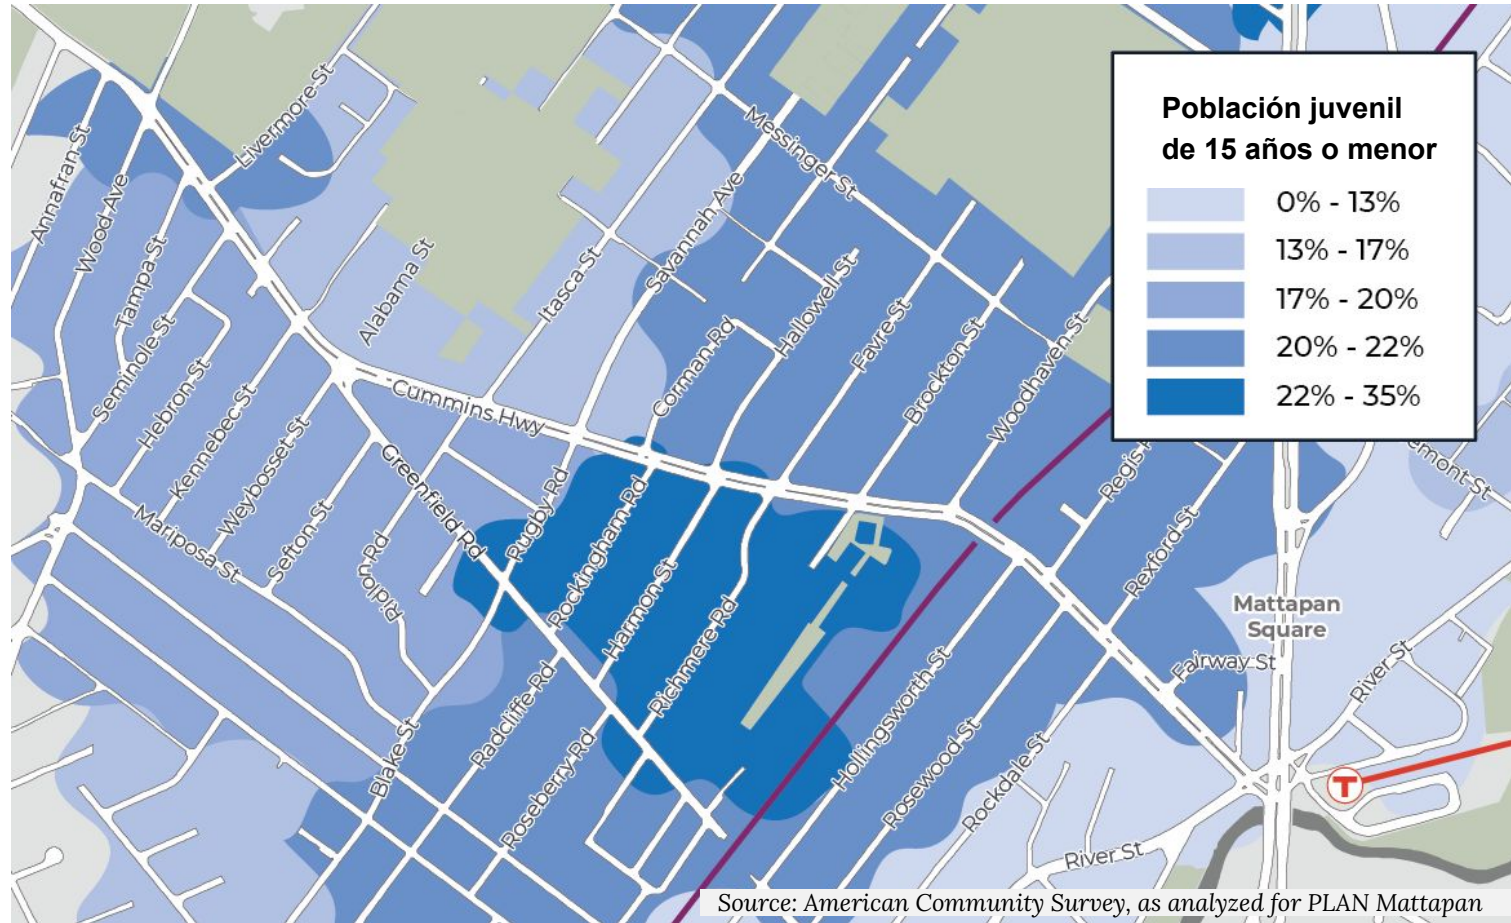 Población juvenil
de 15 años o menor
0% - 13%
13% - 17%
17% - 20%
20% - 22%
22% - 35%
Livermore St
Annafran St
Wood Ave
Tampa St
Seminole St
Hebron St
Kennebec St
Weybosset St
Sefton St
Mariposa St
Alabama St
Itasca St
Savannah Ave
Messinger St
Hallowell St
Corman Rd
Favre St
Brockton St
Woodhaven St
Cummins Hwy
Greenfield Rd
Rugby Rd
Ridlon Rd
Rockingham Rd
Harmon St
Richmere Rd
Radcliffe Rd
Roseberry Rd
Blake St
Regis
Rexford St
Mattapan
Square
Fairway St
River St
Hollingsworth St
Rosewood St
Rockdale St
River St
emont St
T
Source: American Community Survey, as analyzed for PLAN Mattapan